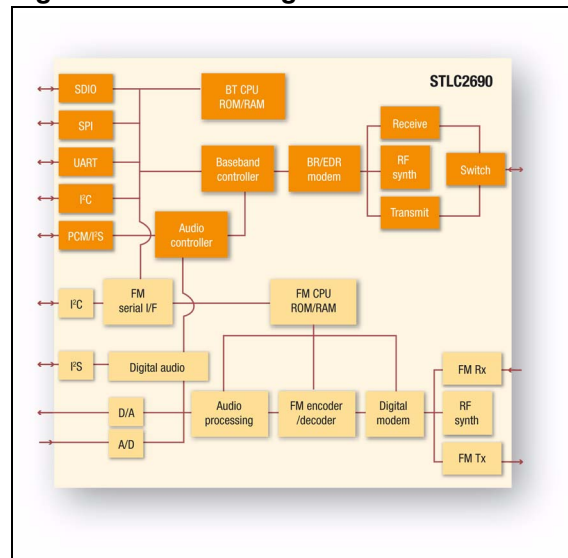 STLC2690
SDIO
BT CPU
ROM/RAM
SPI
Receive
UART
Baseband
controller
BR/EDR
modem
RF
synth
Switch
I²C
Transmit
PCM/I²S
Audio
controller
I²C
FM
serial I/F
FM CPU
ROM/RAM
I²S
Digital audio
FM Rx
D/A
Audio
processing
FM encoder
/decoder
Digital
modem
RF
synth
A/D
FM Tx